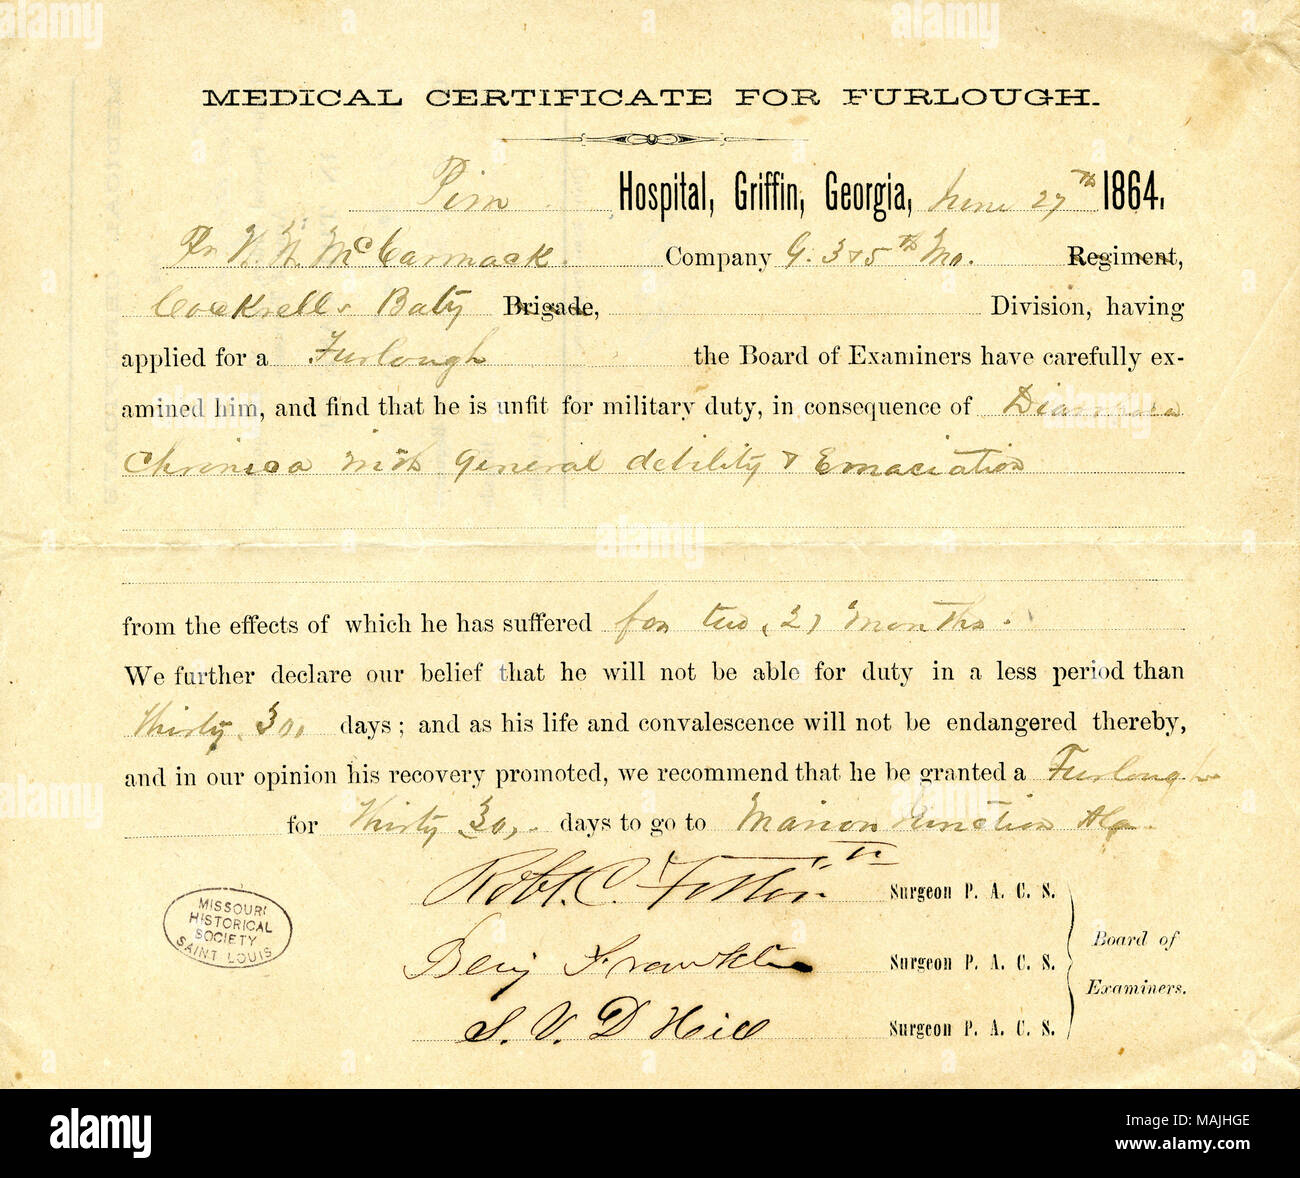 MEDICAL CERTIFICATE FOR FURLOUGH.
Pim Hospital, Griffin, Georgia, June 27th 1864.
McCormack. Company G. 3 & 5th Mo. Regiment,
Cockrells Baty Brigade, Division, having
applied for a Furlough the Board of Examiners have carefully ex-
amined him, and find that he is unfit for military duty, in consequence of Diarrhoea
Chronica with General debility & Emaciation
from the effects of which he has suffered for two (2) months.
We further declare our belief that he will not be able for duty in a less period than
thirty 30, days; and as his life and convalescence will not be endangered thereby,
and in our opinion his recovery promoted, we recommend that he be granted a Furlough
for thirty 30, days to go to Marion Junction Ala.
Robt. C. Surgeon P. A. C. S.
Benj Franklin Surgeon P. A. C. S.
S. V. D Hill Surgeon P. A. C. S.
Board of
Examiners.
MISSOURI
HISTORICAL
SOCIETY
SAINT LOUIS
alamy
Image ID: MAJHGE
www.alamy.com